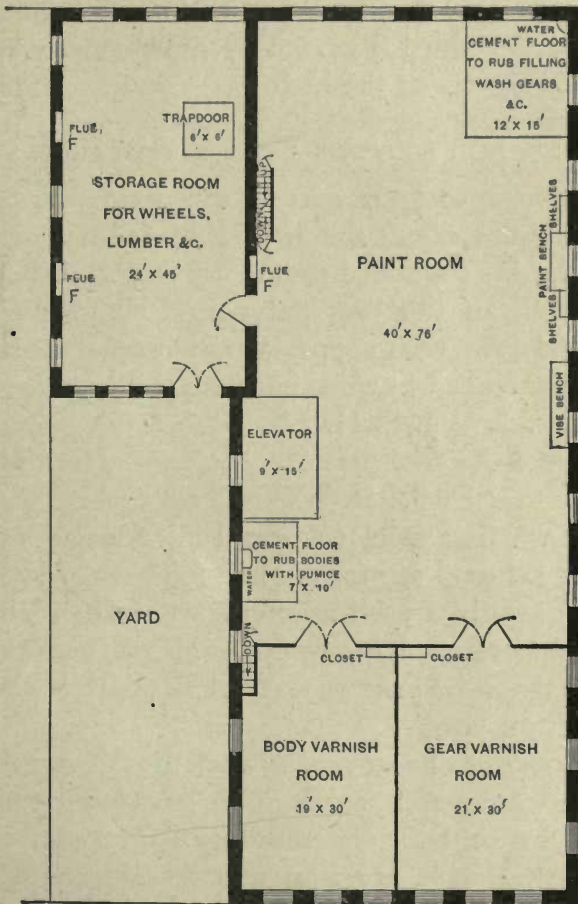 WATER
CEMENT FLOOR
TO RUB FILLING
WASH GEARS
&C.
12' X 15'
FLUE,
F
TRAPDOOR
6' X 6'
STORAGE ROOM
FOR WHEELS,
LUMBER &c.
24' X 45'
FLUE
F
DOWN
UP
FLUE
F
PAINT ROOM
40' X 76'
SHELVES
PAINT BENCH
SHELVES
VISE BENCH
ELEVATOR
9' X 15'
CEMENT FLOOR
TO RUB BODIES
WITH PUMICE
7' X 10'
WATER
YARD
DOWN
CLOSET
CLOSET
BODY VARNISH
ROOM
19' X 30'
GEAR VARNISH
ROOM
21' X 30'